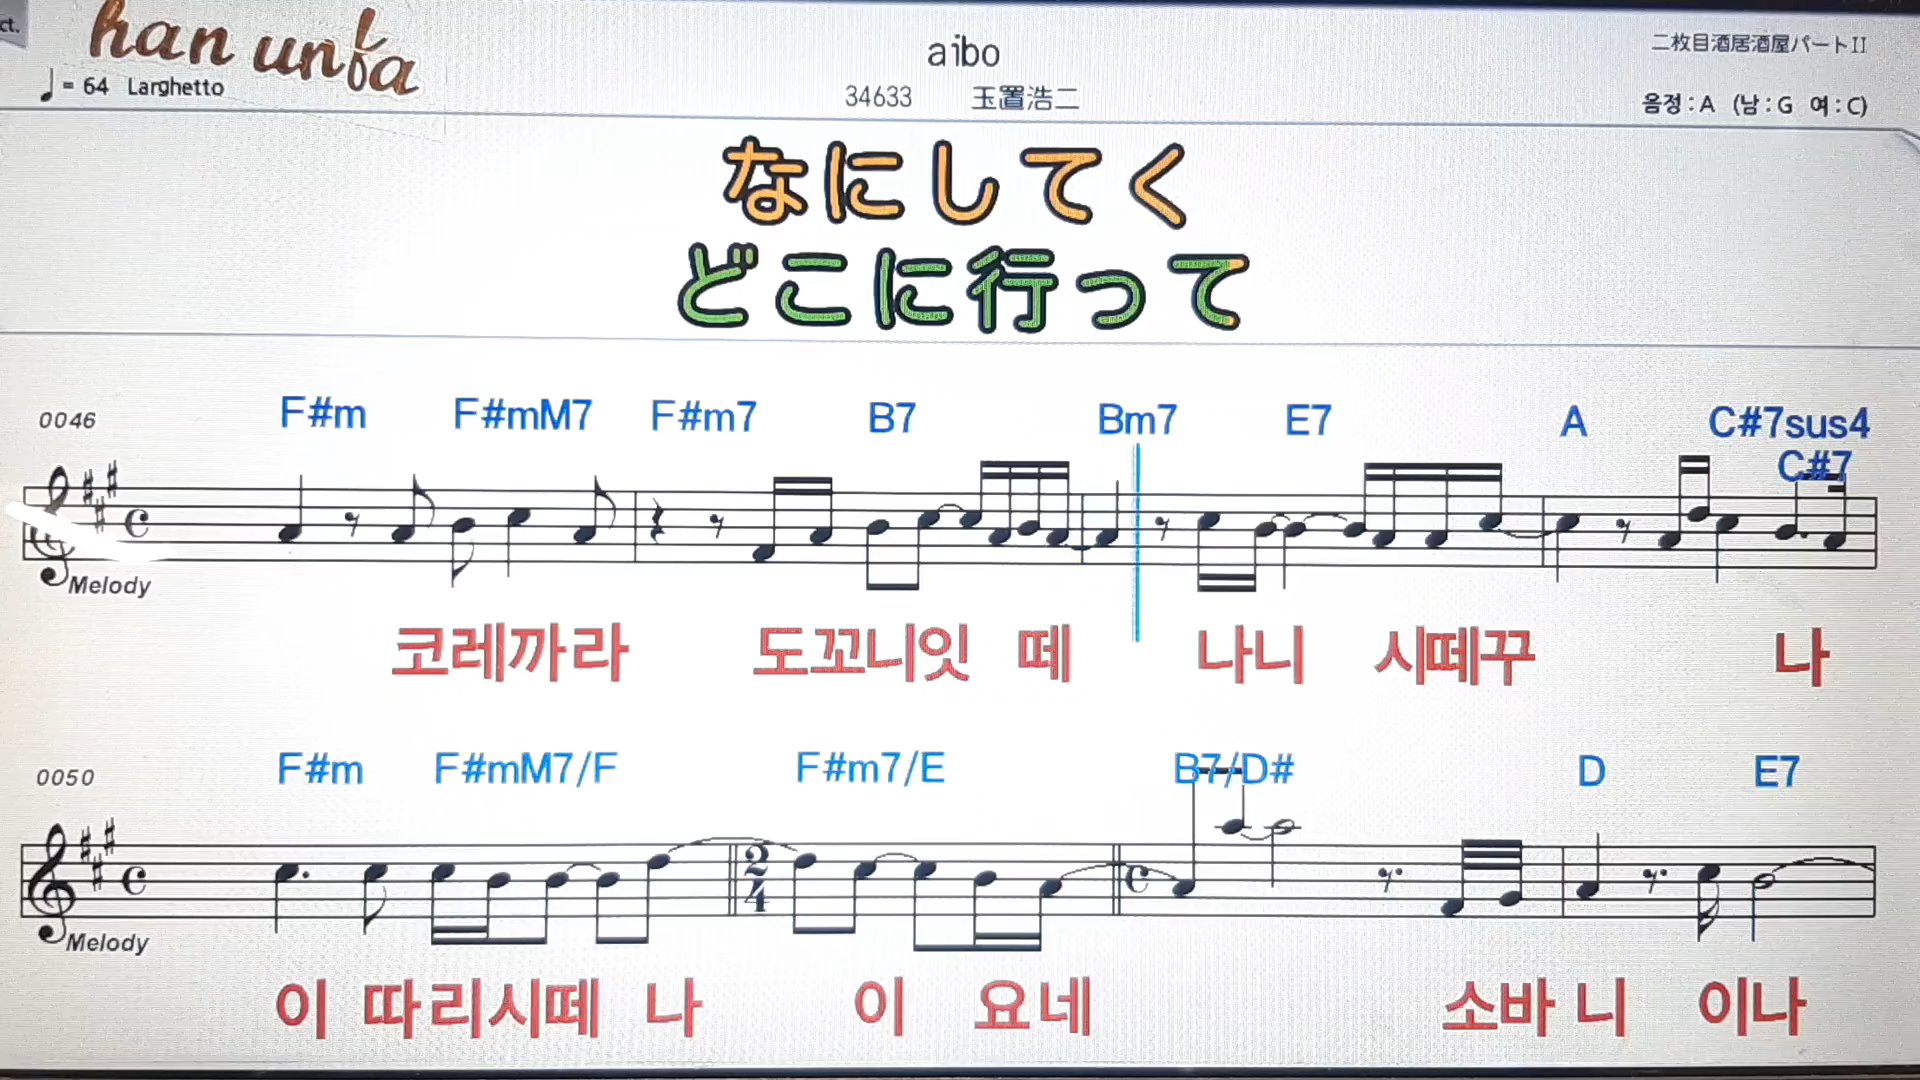 ct.
han unfa
♩= 64 Larghetto
aibo
34633 玉置浩二
二枚目酒居酒屋パートII
음정 : A (남 : G 여 : C)
なにしてく
どこに行って
0046
F#m F#mM7 F#m7 B7 Bm7 E7 A C#7sus4
C#7
Melody
코레까라 도꼬니잇 떼 나니 시떼꾸 나
0050
F#m F#mM7/F F#m7/E B7/D# D E7
2
4
Melody
이 따리시떼 나 이 요네 소바 니 이나